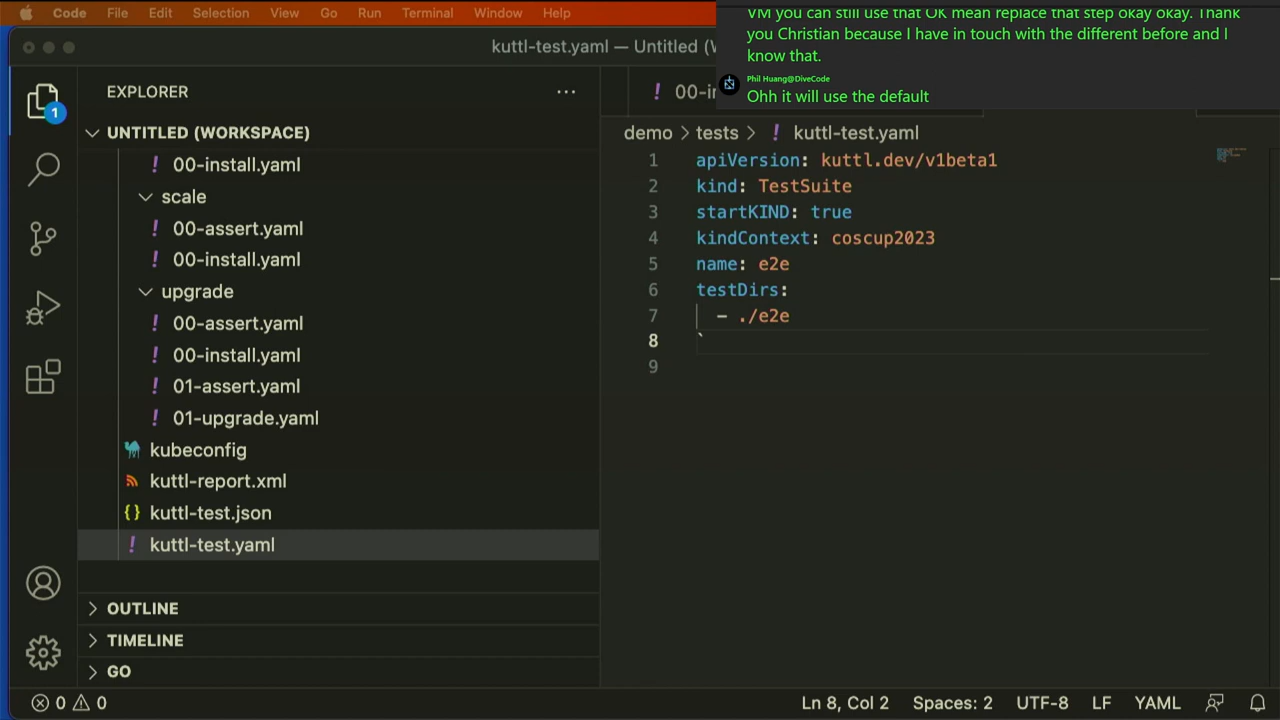 Code File Edit Selection View Go Run Terminal Window Help
VM you can still use that OK mean replace that step okay okay. Thank
you Christian because I have in touch with the different before and I
know that.
Phil Huang@DiveCode
Ohh it will use the default
kuttl-test.yaml — Untitled (W
1
EXPLORER
...
! 00-i
UNTITLED (WORKSPACE)
demo > tests > ! kuttl-test.yaml
! 00-install.yaml
scale
! 00-assert.yaml
! 00-install.yaml
upgrade
! 00-assert.yaml
! 00-install.yaml
! 01-assert.yaml
! 01-upgrade.yaml
kubeconfig
kuttl-report.xml
{} kuttl-test.json
! kuttl-test.yaml
OUTLINE
TIMELINE
GO
1 apiVersion: kuttl.dev/v1beta1
2 kind: TestSuite
3 startKIND: true
4 kindContext: coscup2023
5 name: e2e
6 testDirs:
7 - ./e2e
8 `
9
0 0
Ln 8, Col 2 Spaces: 2 UTF-8 LF YAML